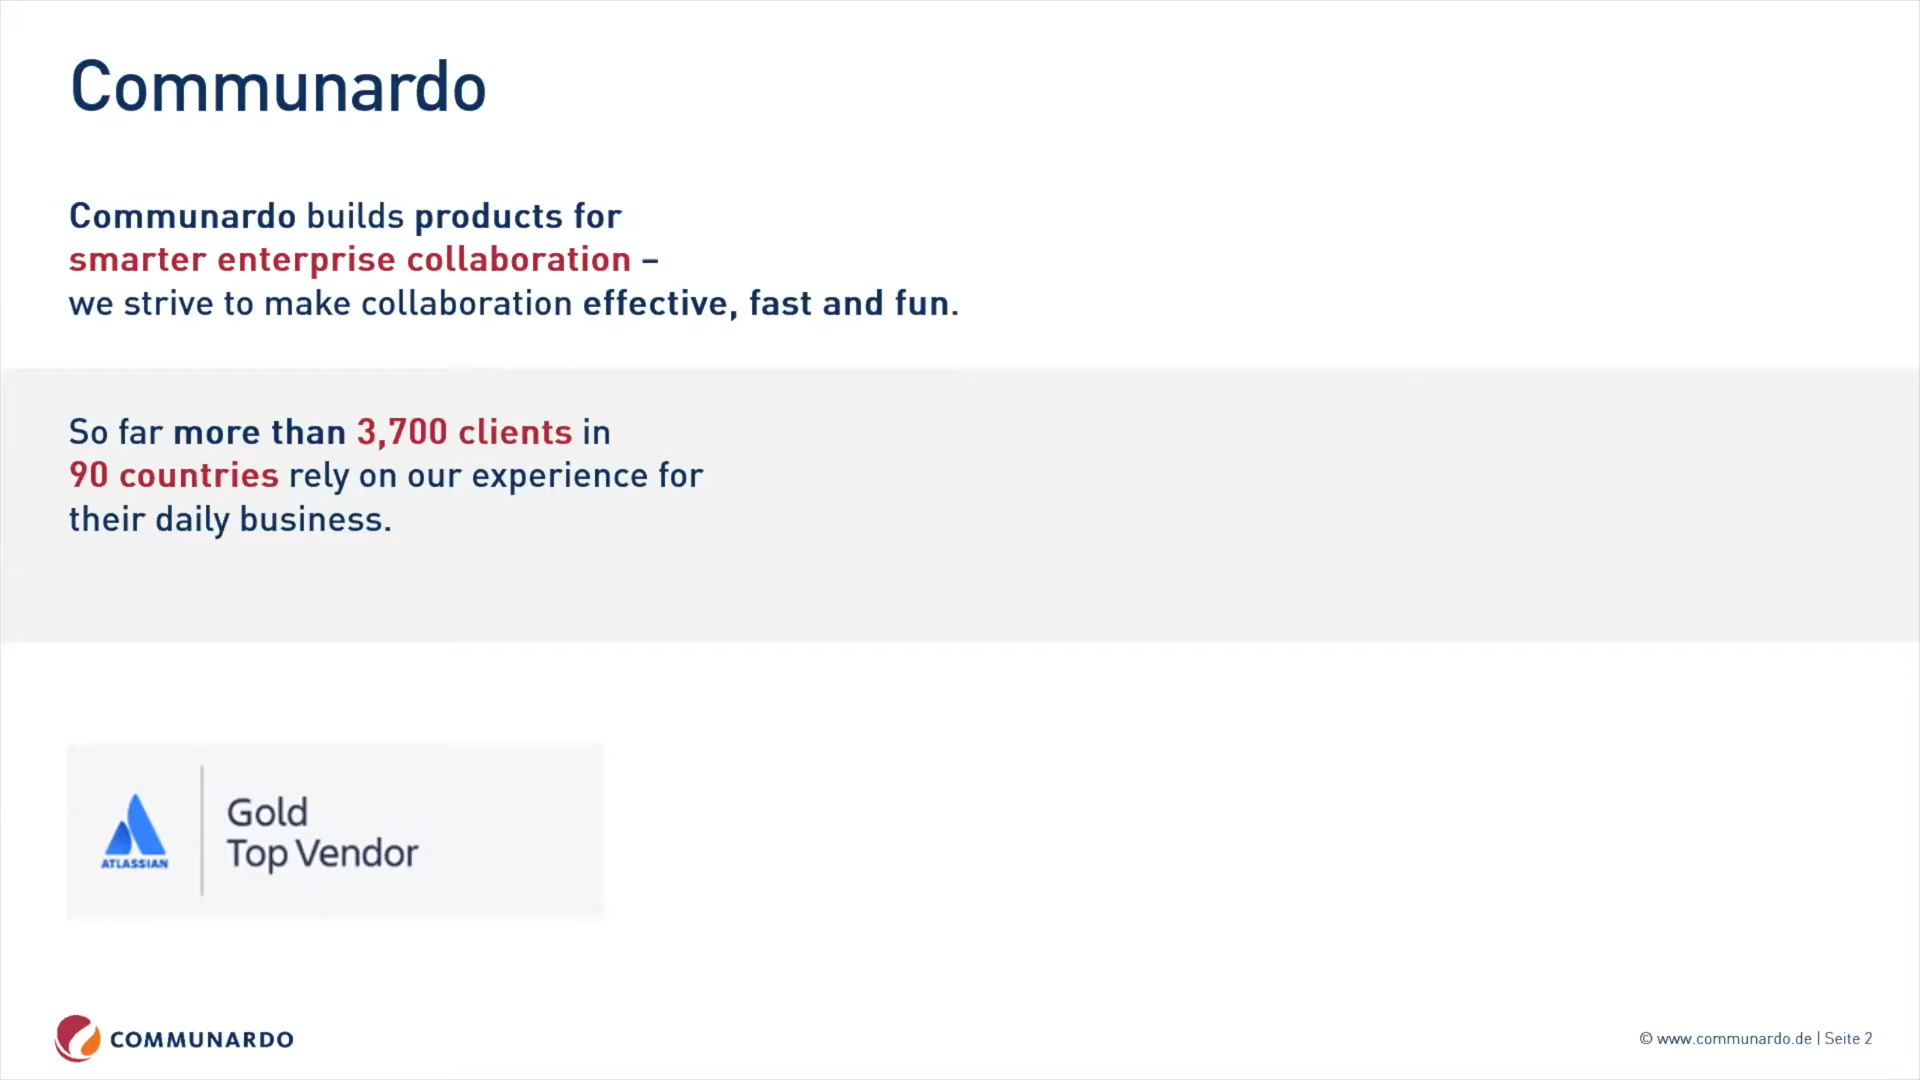 Communardo
Communardo builds products for
smarter enterprise collaboration –
we strive to make collaboration effective, fast and fun.
So far more than 3,700 clients in
90 countries rely on our experience for
their daily business.
ATLASSIAN
Gold
Top Vendor
COMMUNARDO
© www.communardo.de | Seite 2